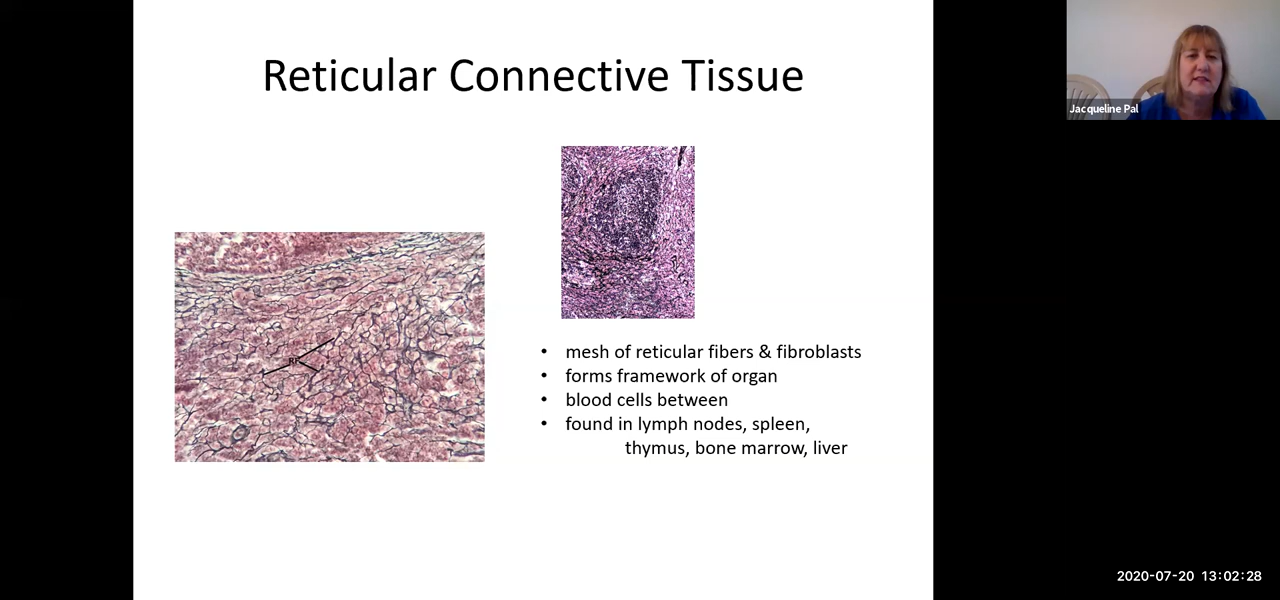 Reticular Connective Tissue
Jacqueline Pal
RF
• mesh of reticular fibers & fibroblasts
• forms framework of organ
• blood cells between
• found in lymph nodes, spleen,
thymus, bone marrow, liver
2020-07-20 13:02:28